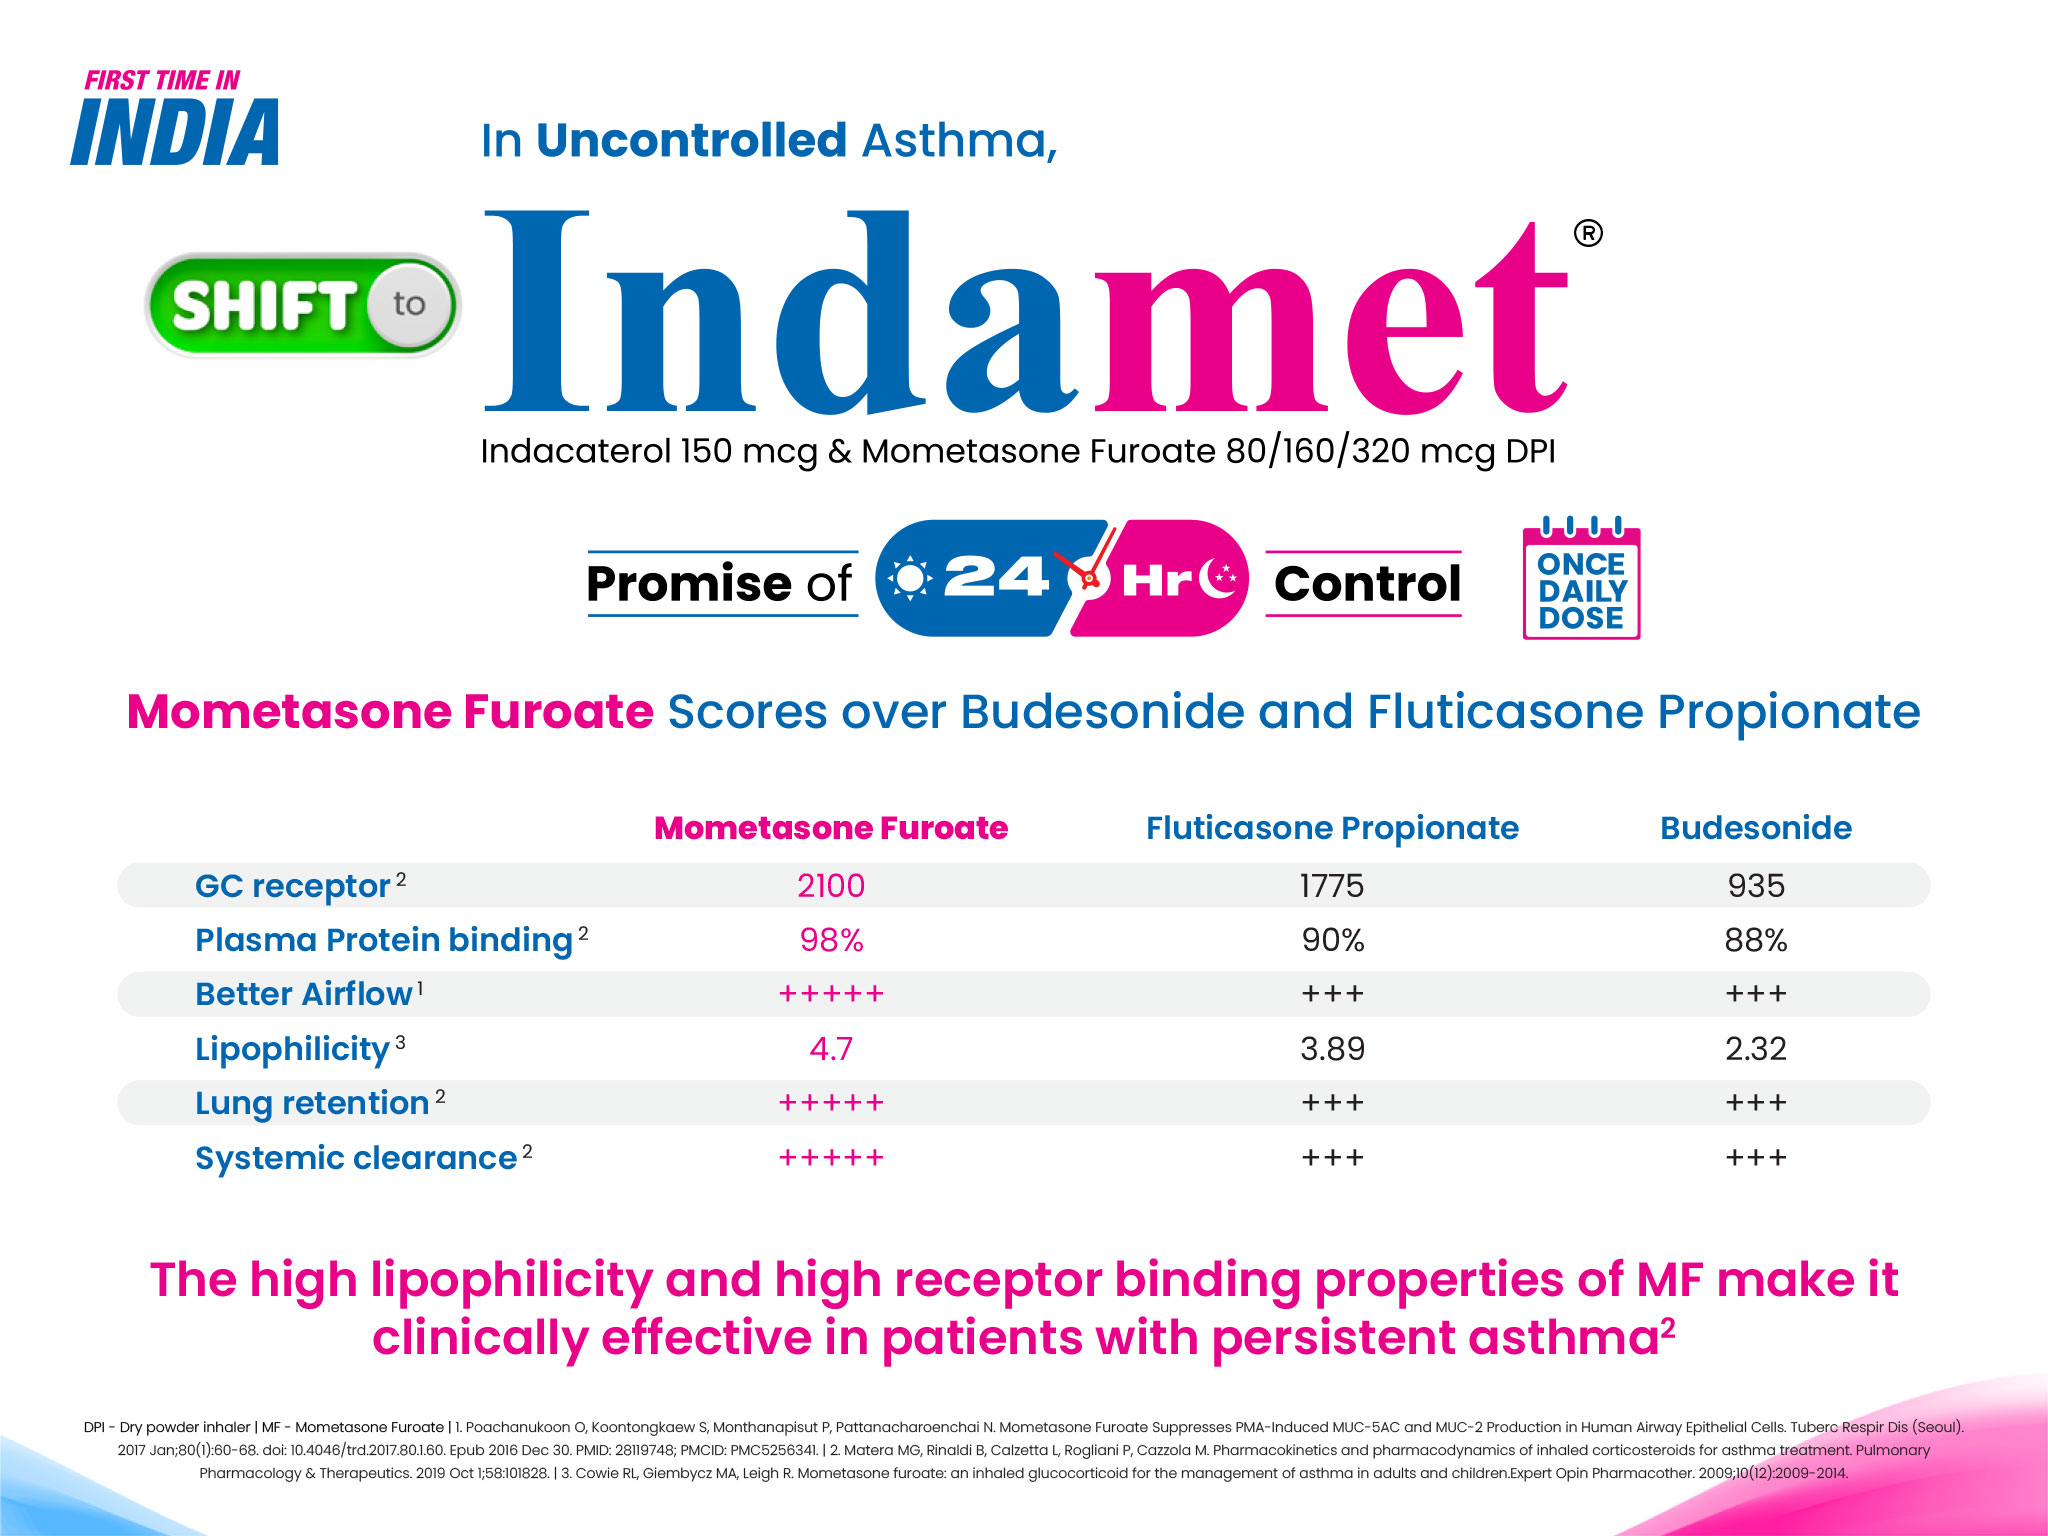 FIRST TIME IN
INDIA
In Uncontrolled Asthma,
SHIFT to
Indamet®
Indacaterol 150 mcg & Mometasone Furoate 80/160/320 mcg DPI
Promise of 24 Hr Control
ONCE
DAILY
DOSE
Mometasone Furoate Scores over Budesonide and Fluticasone Propionate
Mometasone Furoate Fluticasone Propionate Budesonide
GC receptor 2 2100 1775 935
Plasma Protein binding 2 98% 90% 88%
Better Airflow 1 +++++ +++ +++
Lipophilicity 3 4.7 3.89 2.32
Lung retention 2 +++++ +++ +++
Systemic clearance 2 +++++ +++ +++
The high lipophilicity and high receptor binding properties of MF make it
clinically effective in patients with persistent asthma2
DPI - Dry powder inhaler | MF - Mometasone Furoate | 1. Poachanukoon O, Koontongkaew S, Monthanapisut P, Pattanacharoenchai N. Mometasone Furoate Suppresses PMA-Induced MUC-5AC and MUC-2 Production in Human Airway Epithelial Cells. Tuberc Respir Dis (Seoul).
2017 Jan;80(1):60-68. doi: 10.4046/trd.2017.80.1.60. Epub 2016 Dec 30. PMID: 28119748; PMCID: PMC5256341. | 2. Matera MG, Rinaldi B, Calzetta L, Rogliani P, Cazzola M. Pharmacokinetics and pharmacodynamics of inhaled corticosteroids for asthma treatment. Pulmonary
Pharmacology & Therapeutics. 2019 Oct 1;58:101828. | 3. Cowie RL, Giembycz MA, Leigh R. Mometasone furoate: an inhaled glucocorticoid for the management of asthma in adults and children.Expert Opin Pharmacother. 2009;10(12):2009-2014.